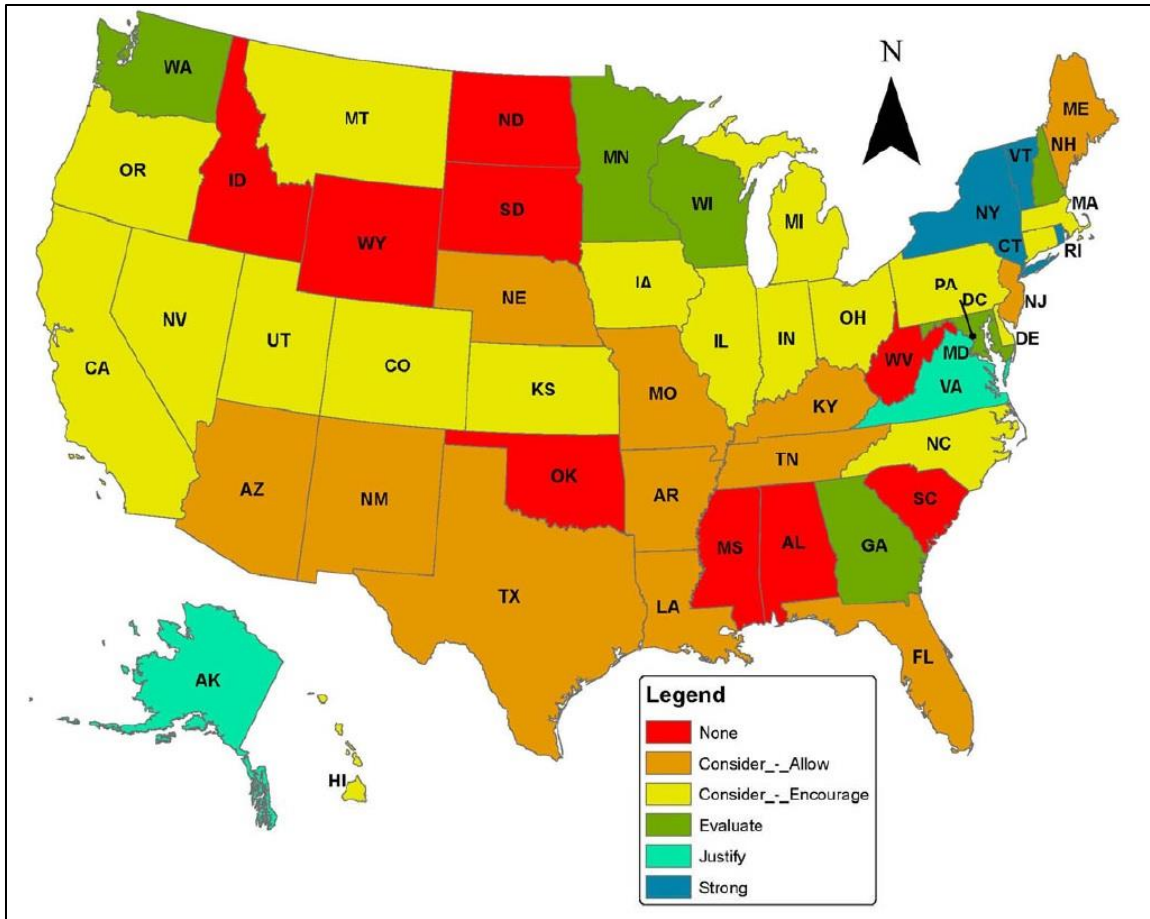 N
WA
MT
ND
MN
ME
VT
NH
OR
ID
SD
WI
NY
MA
WY
MI
CT
RI
NE
IA
PA
DC
NJ
NV
UT
CO
IL
IN
OH
WV
MD
DE
CA
KS
MO
KY
VA
AZ
NM
OK
AR
TN
NC
SC
MS
AL
GA
TX
LA
FL
AK
HI
Legend
None
Consider_-_Allow
Consider_-_Encourage
Evaluate
Justify
Strong